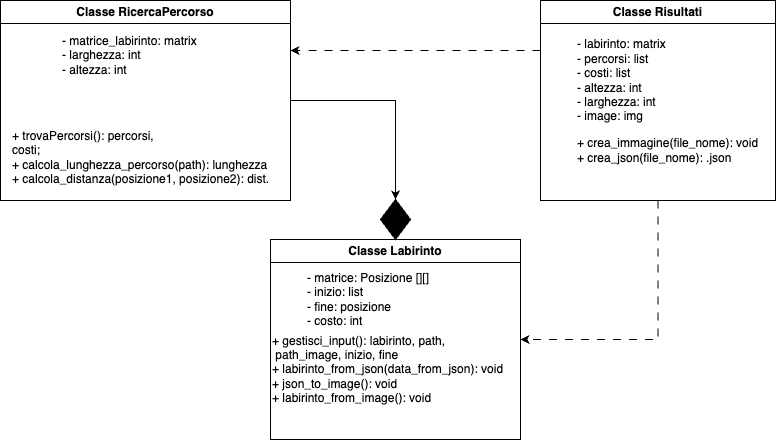 Classe RicercaPercorso
- matrice_labirinto: matrix
- larghezza: int
- altezza: int
+ trovaPercorsi(): percorsi,
costi;
+ calcola_lunghezza_percorso(path): lunghezza
+ calcola_distanza(posizione1, posizione2): dist.
Classe Risultati
- labirinto: matrix
- percorsi: list
- costi: list
- altezza: int
- larghezza: int
- image: img
+ crea_immagine(file_nome): void
+ crea_json(file_nome): .json
Classe Labirinto
- matrice: Posizione [][]
- inizio: list
- fine: posizione
- costo: int
+ gestisci_input(): labirinto, path,
path_image, inizio, fine
+ labirinto_from_json(data_from_json): void
+ json_to_image(): void
+ labirinto_from_image(): void